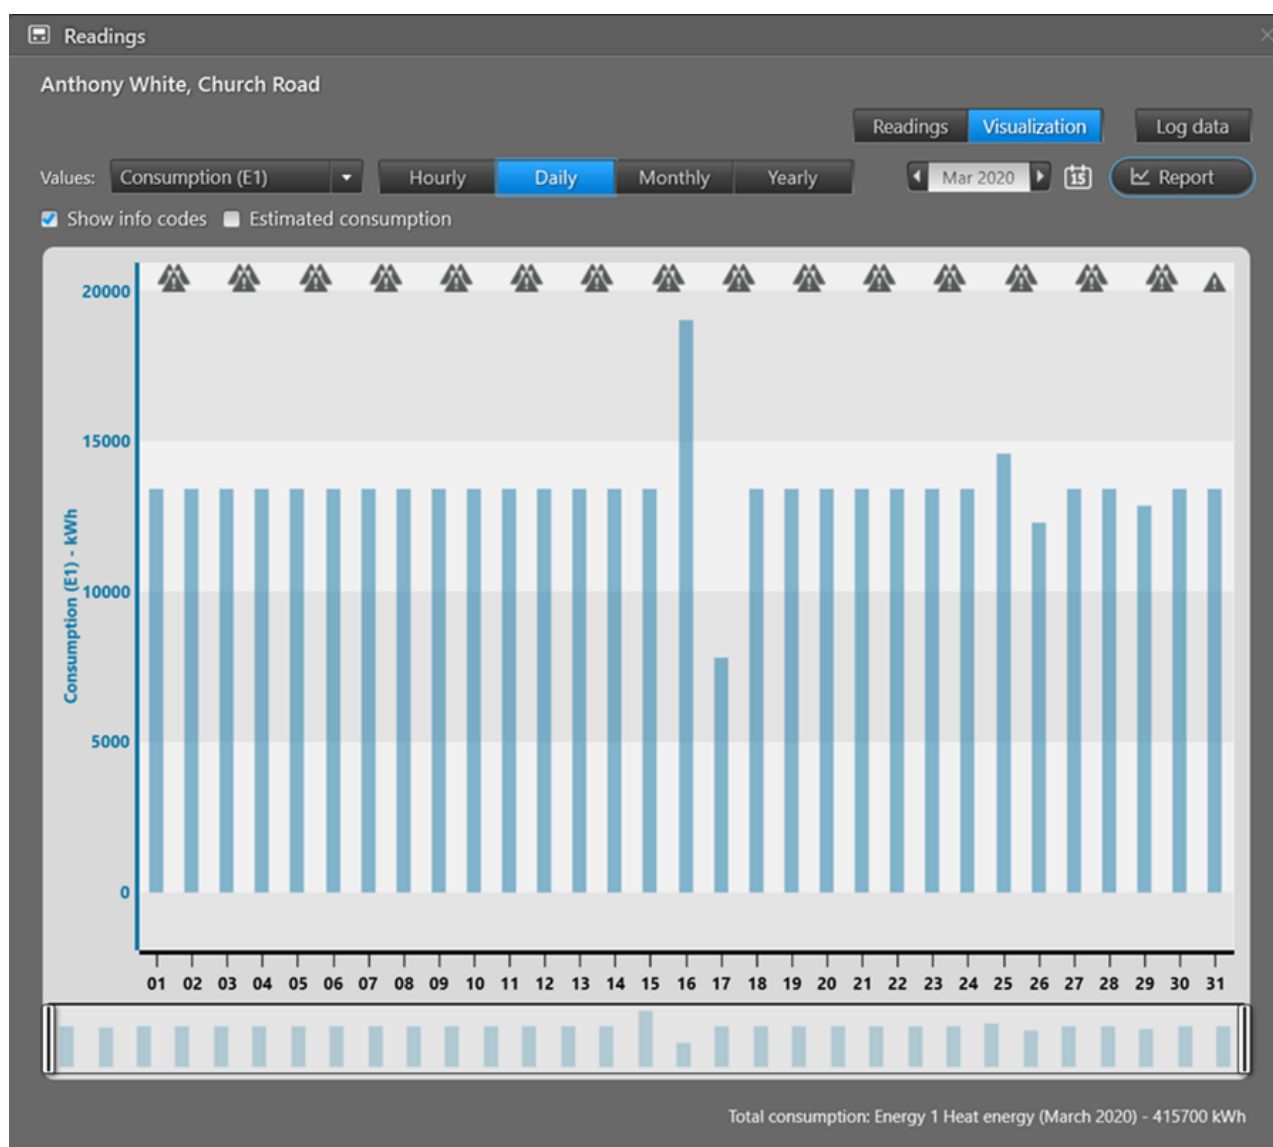 Readings
Anthony White, Church Road
Readings Visualization Log data
Values: Consumption (E1) Hourly Daily Monthly Yearly Mar 2020 15 Report
Show info codes Estimated consumption
20000
15000
10000
5000
0
Consumption (E1) - kWh
01 02 03 04 05 06 07 08 09 10 11 12 13 14 15 16 17 18 19 20 21 22 23 24 25 26 27 28 29 30 31
Total consumption: Energy 1 Heat energy (March 2020) - 415700 kWh